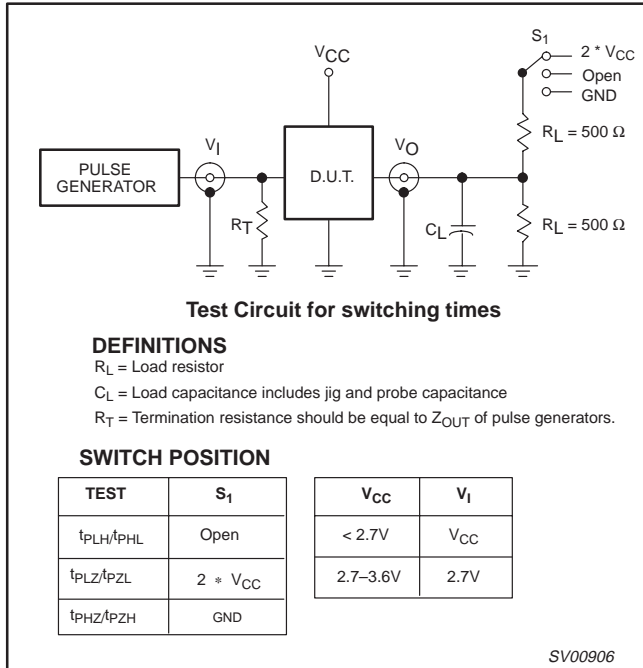 S1
2 * VCC
Open
GND
VCC
RL = 500 Ω
VI
VO
PULSE GENERATOR
D.U.T.
RT
CL
RL = 500 Ω
Test Circuit for switching times
DEFINITIONS
RL = Load resistor
CL = Load capacitance includes jig and probe capacitance
RT = Termination resistance should be equal to ZOUT of pulse generators.
SWITCH POSITION
TEST S1
tPLH/tPHL Open
tPLZ/tPZL 2 * VCC
tPHZ/tPZH GND
VCC VI
< 2.7V VCC
2.7–3.6V 2.7V
SV00906